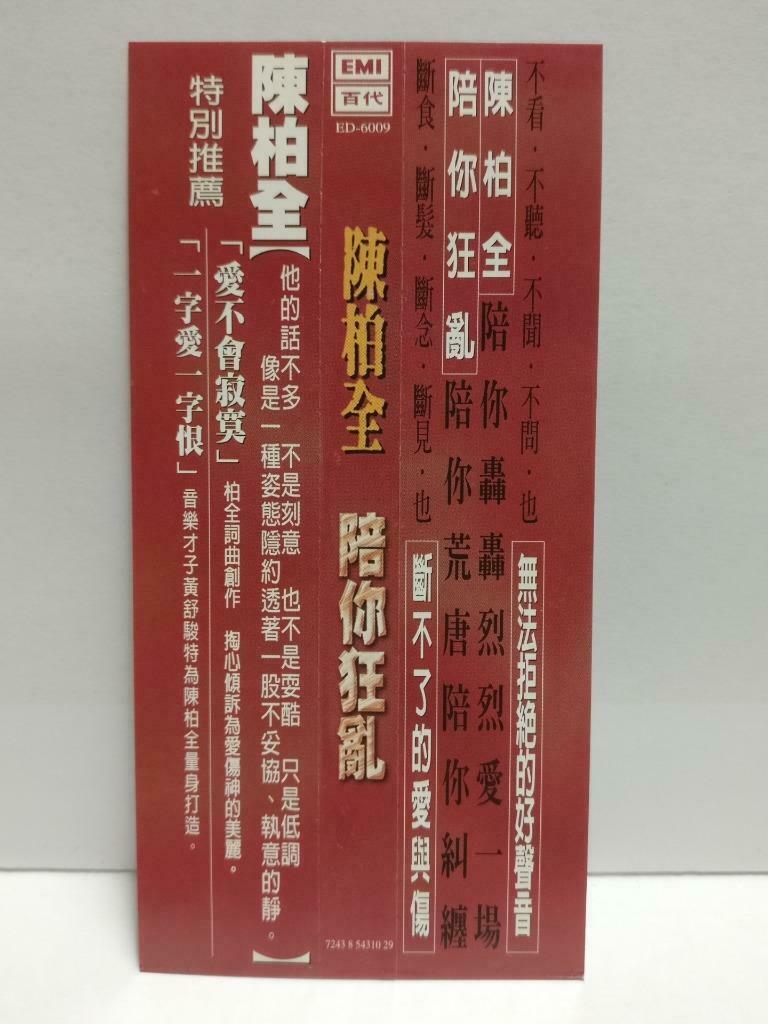 不看．不聽．不聞．不問．也
無法拒絕的好聲音
陳柏全 陪你轟轟烈烈愛一場
陪你狂亂 陪你荒唐陪你糾纏
斷食．斷髮．斷念．斷見．也
斷不了的愛與傷
EMI
百代
ED-6009
陳柏全 陪你狂亂
7243 8 54310 29
陳柏全
【他的話不多 不是刻意 也不是耍酷 只是低調
像是一種姿態隱約透著一股不妥協、執意的靜。】
特別推薦
「愛不會寂寞」 柏全詞曲創作 掏心傾訴為愛傷神的美麗。
「一字愛一字恨」 音樂才子黃舒駿特為陳柏全量身打造。